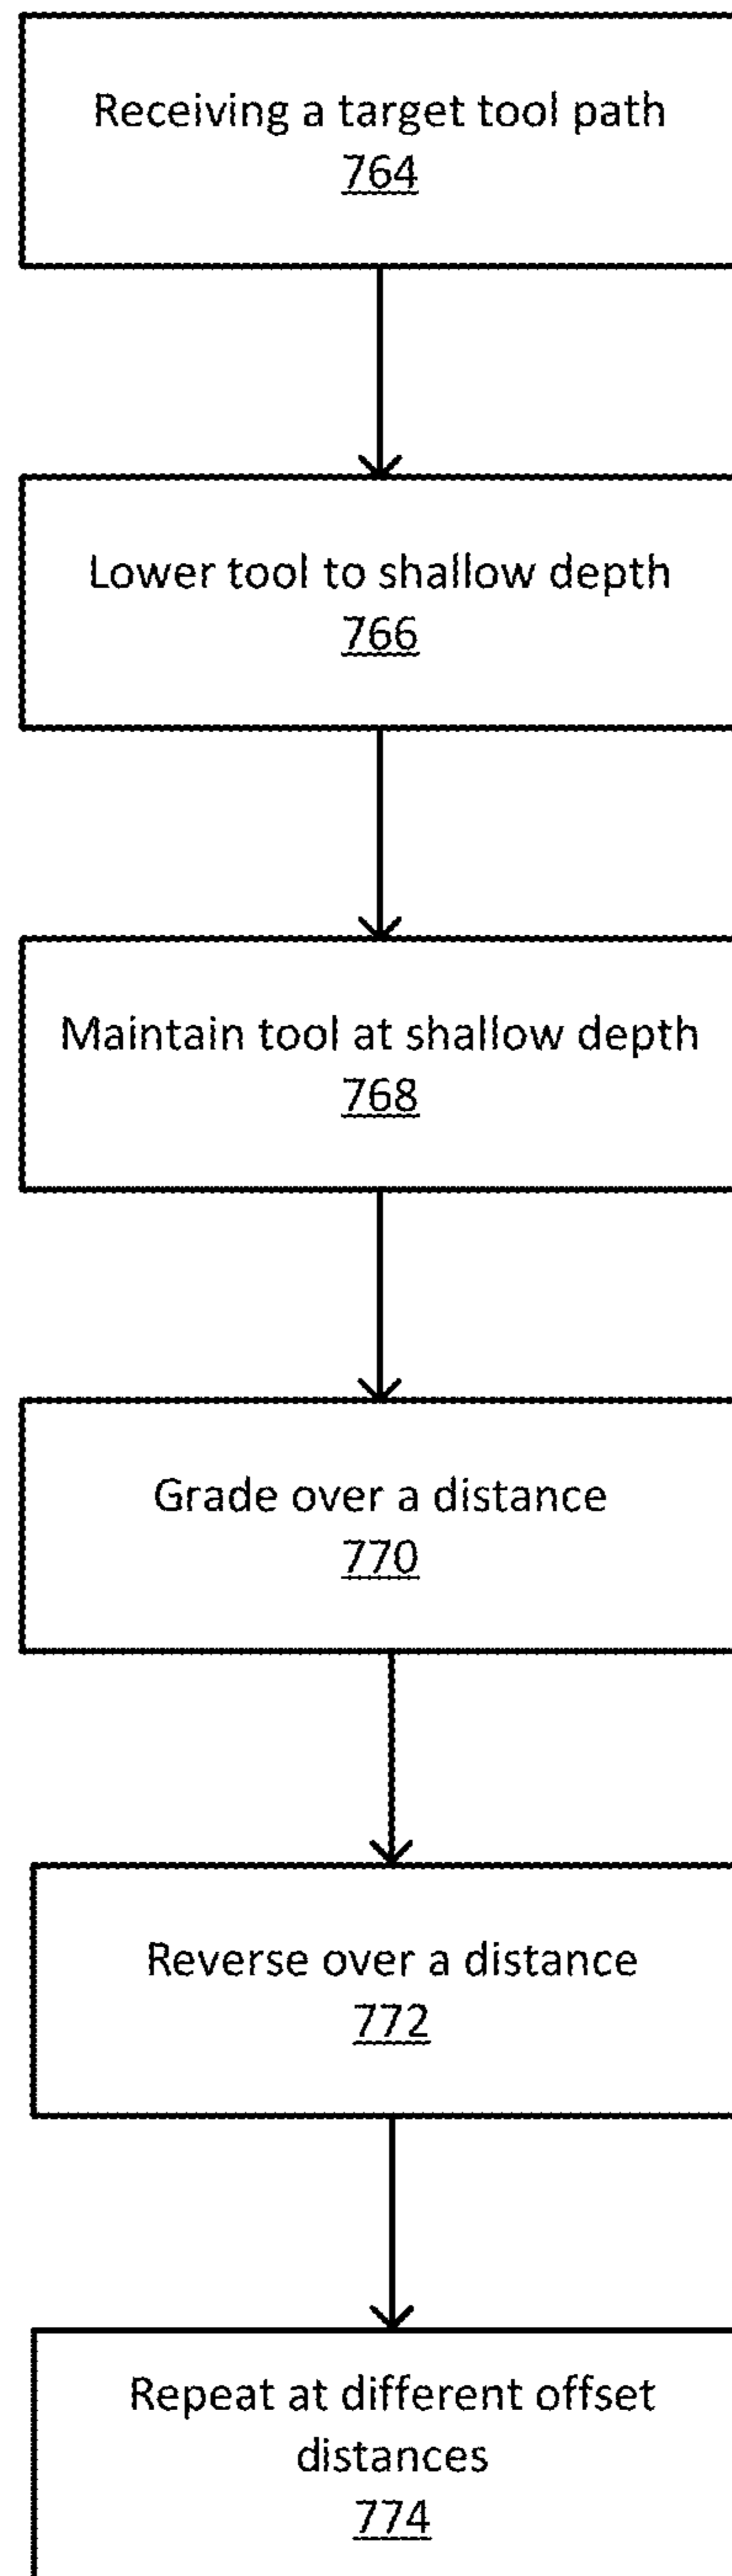 Receiving a target tool path
764
Lower tool to shallow depth
766
Maintain tool at shallow depth
768
Grade over a distance
770
Reverse over a distance
772
Repeat at different offset
distances
774